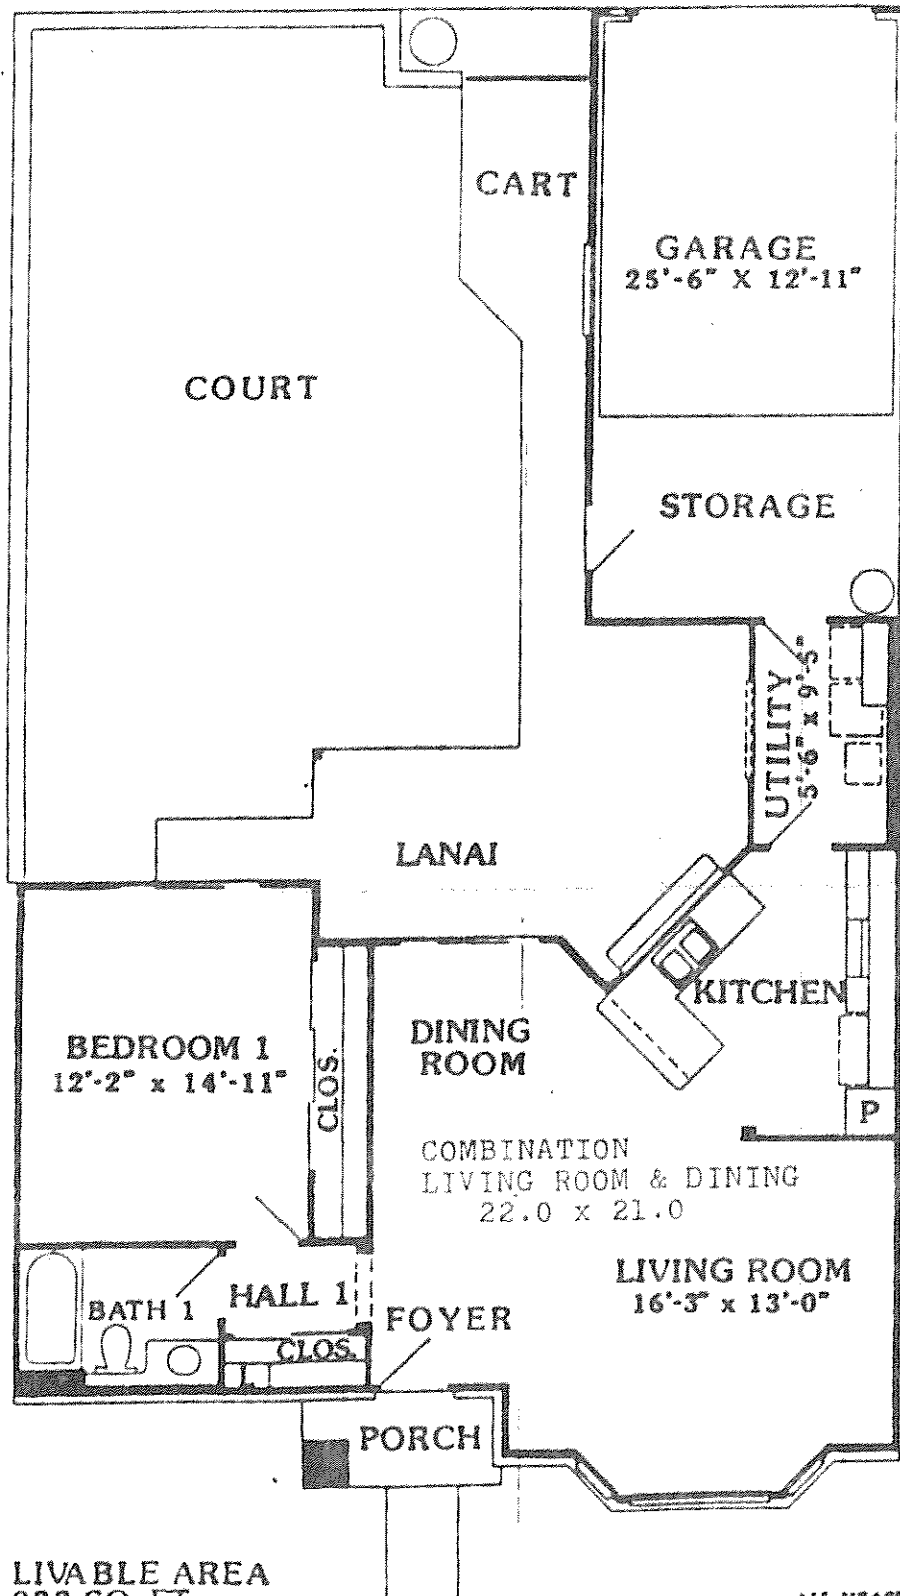 CART
GARAGE
25'-6" X 12'-11"
COURT
STORAGE
UTILITY
5'-6" x 9'-5"
LANAI
KITCHEN
DINING
ROOM
BEDROOM 1
12'-2" x 14'-11"
CLOS.
P
COMBINATION
LIVING ROOM & DINING
22.0 x 21.0
LIVING ROOM
16'-3" x 13'-0"
HALL 1
BATH 1
FOYER
CLOS.
PORCH
LIVABLE AREA
SQ. FT.